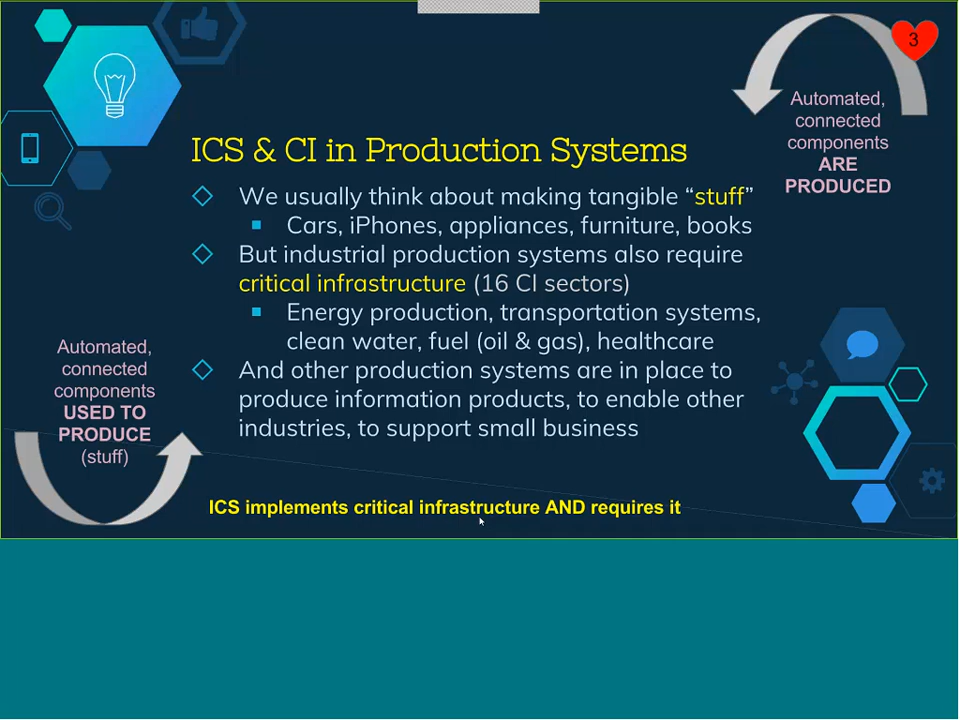 3
Automated,
connected
components
ARE
PRODUCED
ICS & CI in Production Systems
We usually think about making tangible “stuff”
Cars, iPhones, appliances, furniture, books
But industrial production systems also require
critical infrastructure (16 CI sectors)
Energy production, transportation systems,
clean water, fuel (oil & gas), healthcare
And other production systems are in place to
produce information products, to enable other
industries, to support small business
Automated,
connected
components
USED TO
PRODUCE
(stuff)
ICS implements critical infrastructure AND requires it